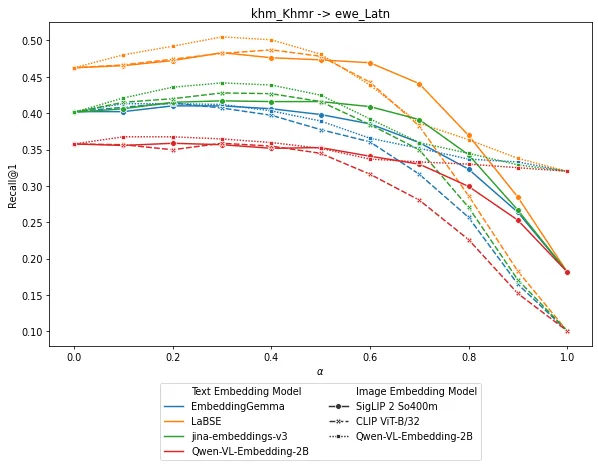 khm_Khmr -> ewe_Latn
Recall@1
0.50
0.45
0.40
0.35
0.30
0.25
0.20
0.15
0.10
0.0
0.2
0.4
0.6
0.8
1.0
α
Text Embedding Model
EmbeddingGemma
LaBSE
jina-embeddings-v3
Qwen-VL-Embedding-2B
Image Embedding Model
SigLIP 2 So400m
CLIP ViT-B/32
Qwen-VL-Embedding-2B